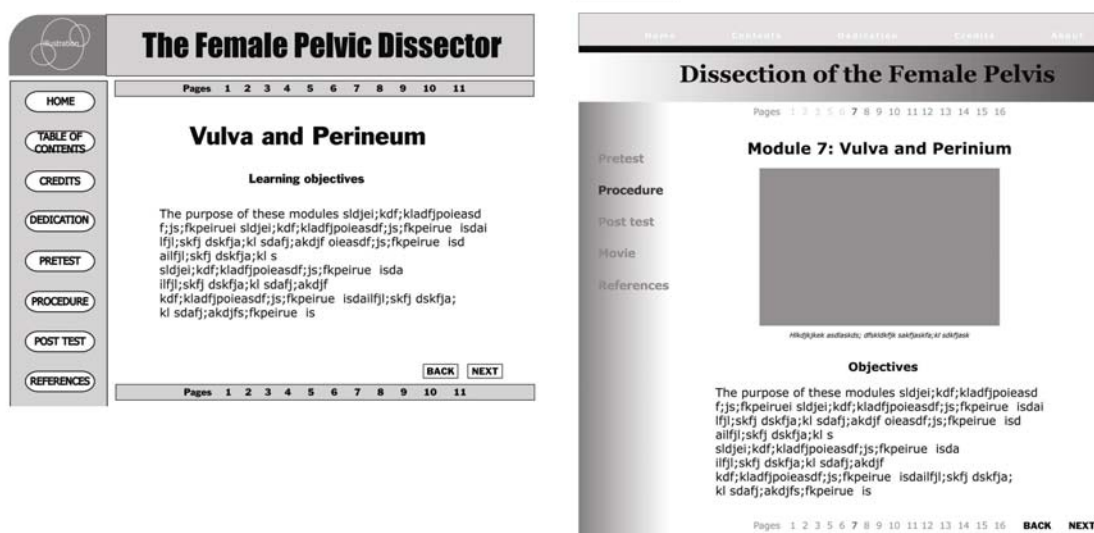 illustration
The Female Pelvic Dissector
Pages 1 2 3 4 5 6 7 8 9 10 11
HOME
TABLE OF
CONTENTS
CREDITS
DEDICATION
PRETEST
PROCEDURE
POST TEST
REFERENCES
Vulva and Perineum
Learning objectives
The purpose of these modules sldjei;kdf;kladfjpoieasd
f;js;fkpeiruei sldjei;kdf;kladfjpoieasdf;js;fkpeirue isdai
lfjl;skfj dskfja;kl sdafj;akdjf oieasdf;js;fkpeirue isd
ailfjl;skfj dskfja;kl s
sldjei;kdf;kladfjpoieasdf;js;fkpeirue isda
ilfjl;skfj dskfja;kl sdafj;akdjf
kdf;kladfjpoieasdf;js;fkpeirue isdailfjl;skfj dskfja;
kl sdafj;akdjfs;fkpeirue is
BACK NEXT
Pages 1 2 3 4 5 6 7 8 9 10 11
Home Contents Dedication Credits About
Dissection of the Female Pelvis
Pages 1 2 3 5 6 7 8 9 10 11 12 13 14 15 16
Pretest
Procedure
Post test
Movie
References
Module 7: Vulva and Perinium
Objectives
The purpose of these modules sldjei;kdf;kladfjpoieasd
f;js;fkpeiruei sldjei;kdf;kladfjpoieasdf;js;fkpeirue isdai
lfjl;skfj dskfja;kl sdafj;akdjf oieasdf;js;fkpeirue isd
ailfjl;skfj dskfja;kl s
sldjei;kdf;kladfjpoieasdf;js;fkpeirue isda
ilfjl;skfj dskfja;kl sdafj;akdjf
kdf;kladfjpoieasdf;js;fkpeirue isdailfjl;skfj dskfja;
kl sdafj;akdjfs;fkpeirue is
Pages 1 2 3 5 6 7 8 9 10 11 12 13 14 15 16 BACK NEXT